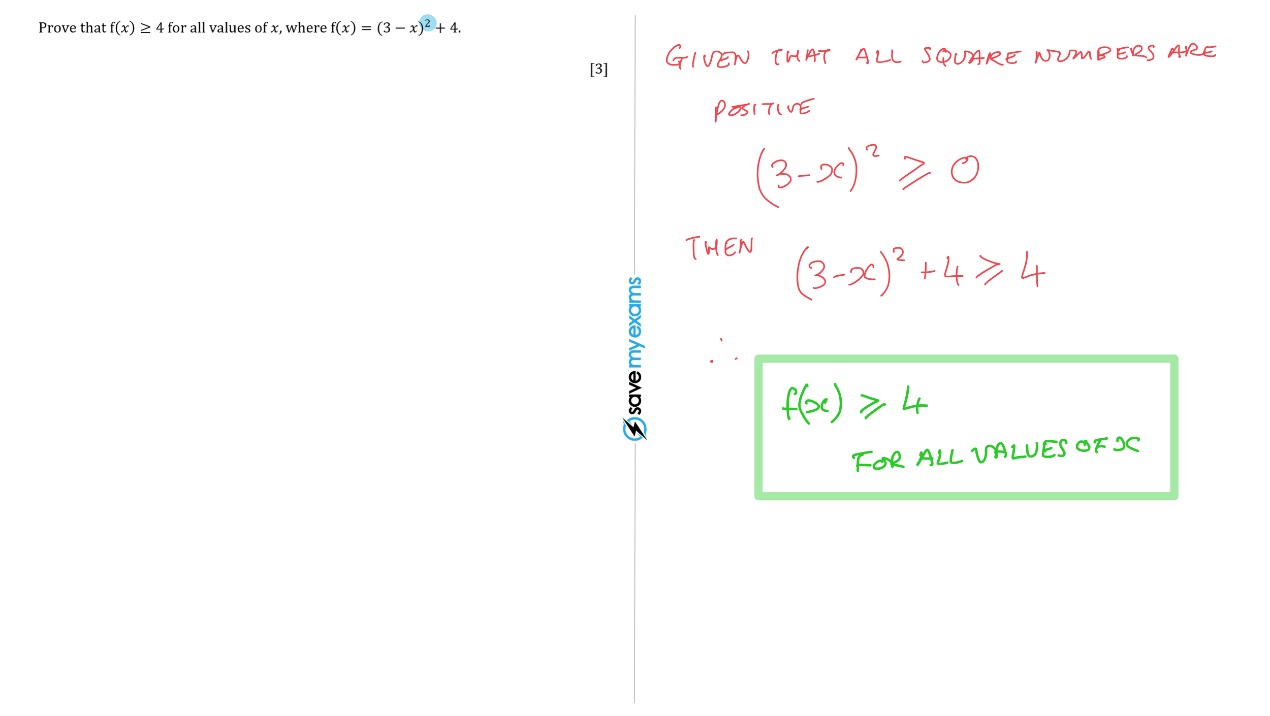 Prove that f(x) ≥ 4 for all values of x, where f(x) = (3 − x)² + 4.
[3]
GIVEN THAT ALL SQUARE NUMBERS ARE
POSITIVE
(3-x)² ⩾ 0
THEN (3-x)² + 4 ⩾ 4
∴
f(x) ⩾ 4
FOR ALL VALUES OF x
save my exams